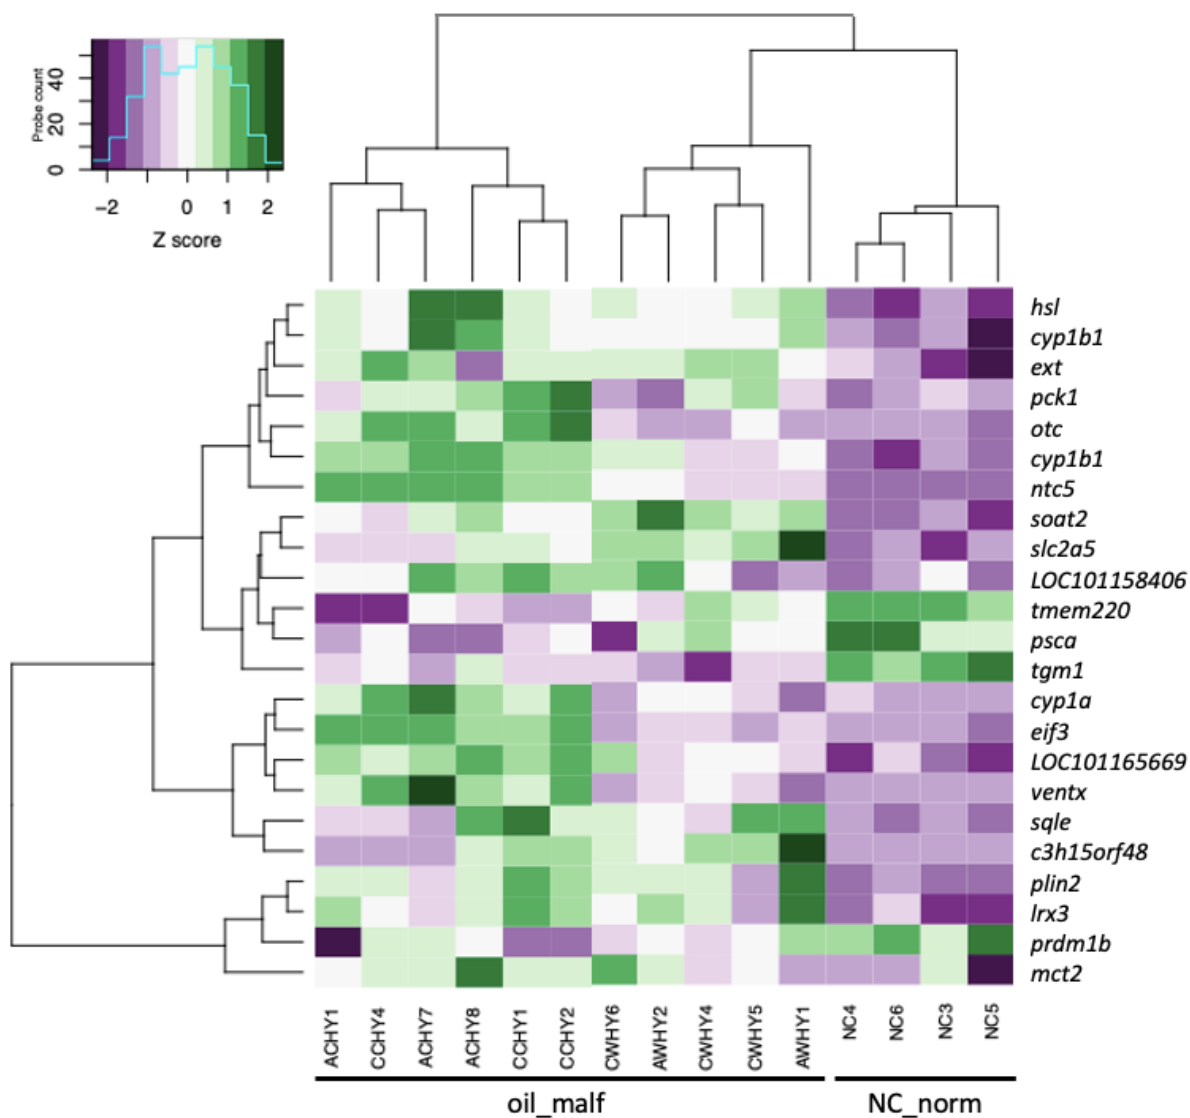 Probe count
0
20
40
-2
0
1
2
Z score
hsl
cyp1b1
ext
pck1
otc
cyp1b1
ntc5
soat2
slc2a5
LOC101158406
tmem220
psca
tgm1
cyp1a
eif3
LOC101165669
ventx
sqle
c3h15orf48
plin2
lrx3
prdm1b
mct2
ACHY1
CCHY4
ACHY7
ACHY8
CCHY1
CCHY2
CWHY6
AWHY2
CWHY4
CWHY5
AWHY1
NC4
NC6
NC3
NC5
oil_malf
NC_norm